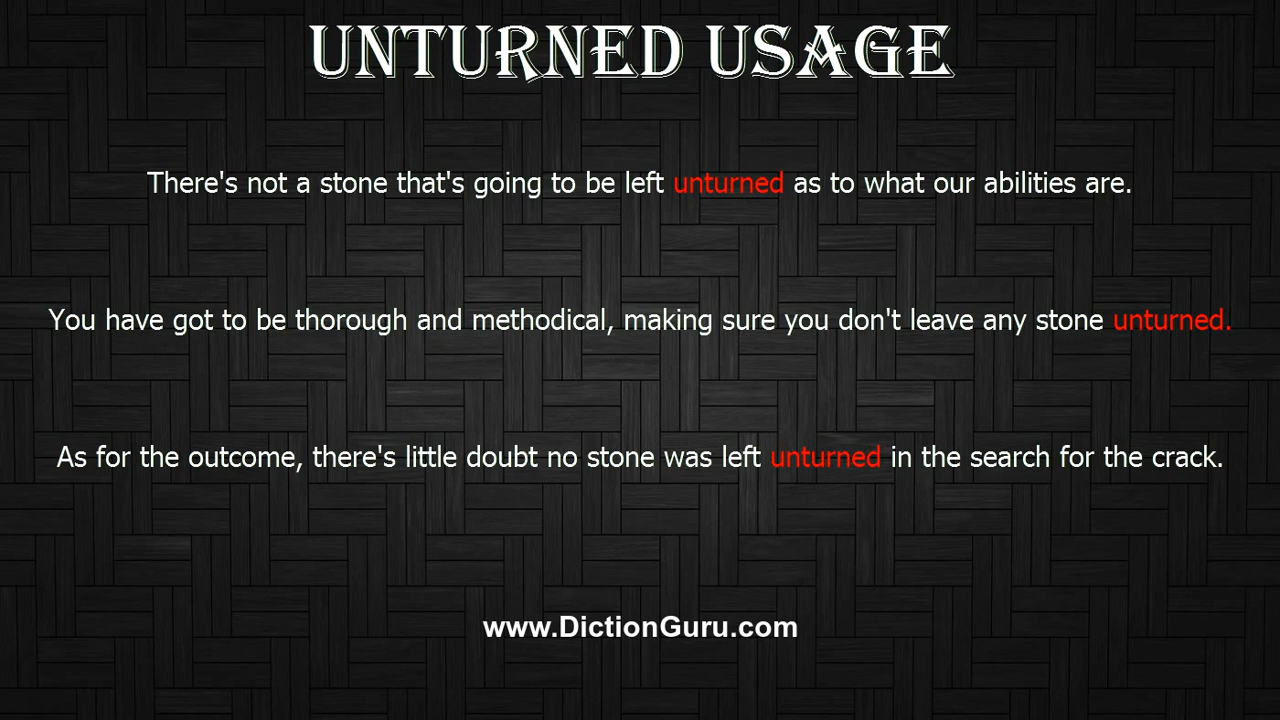 UNTURNED USAGE
There's not a stone that's going to be left unturned as to what our abilities are.
You have got to be thorough and methodical, making sure you don't leave any stone unturned.
As for the outcome, there's little doubt no stone was left unturned in the search for the crack.
www.DictionGuru.com